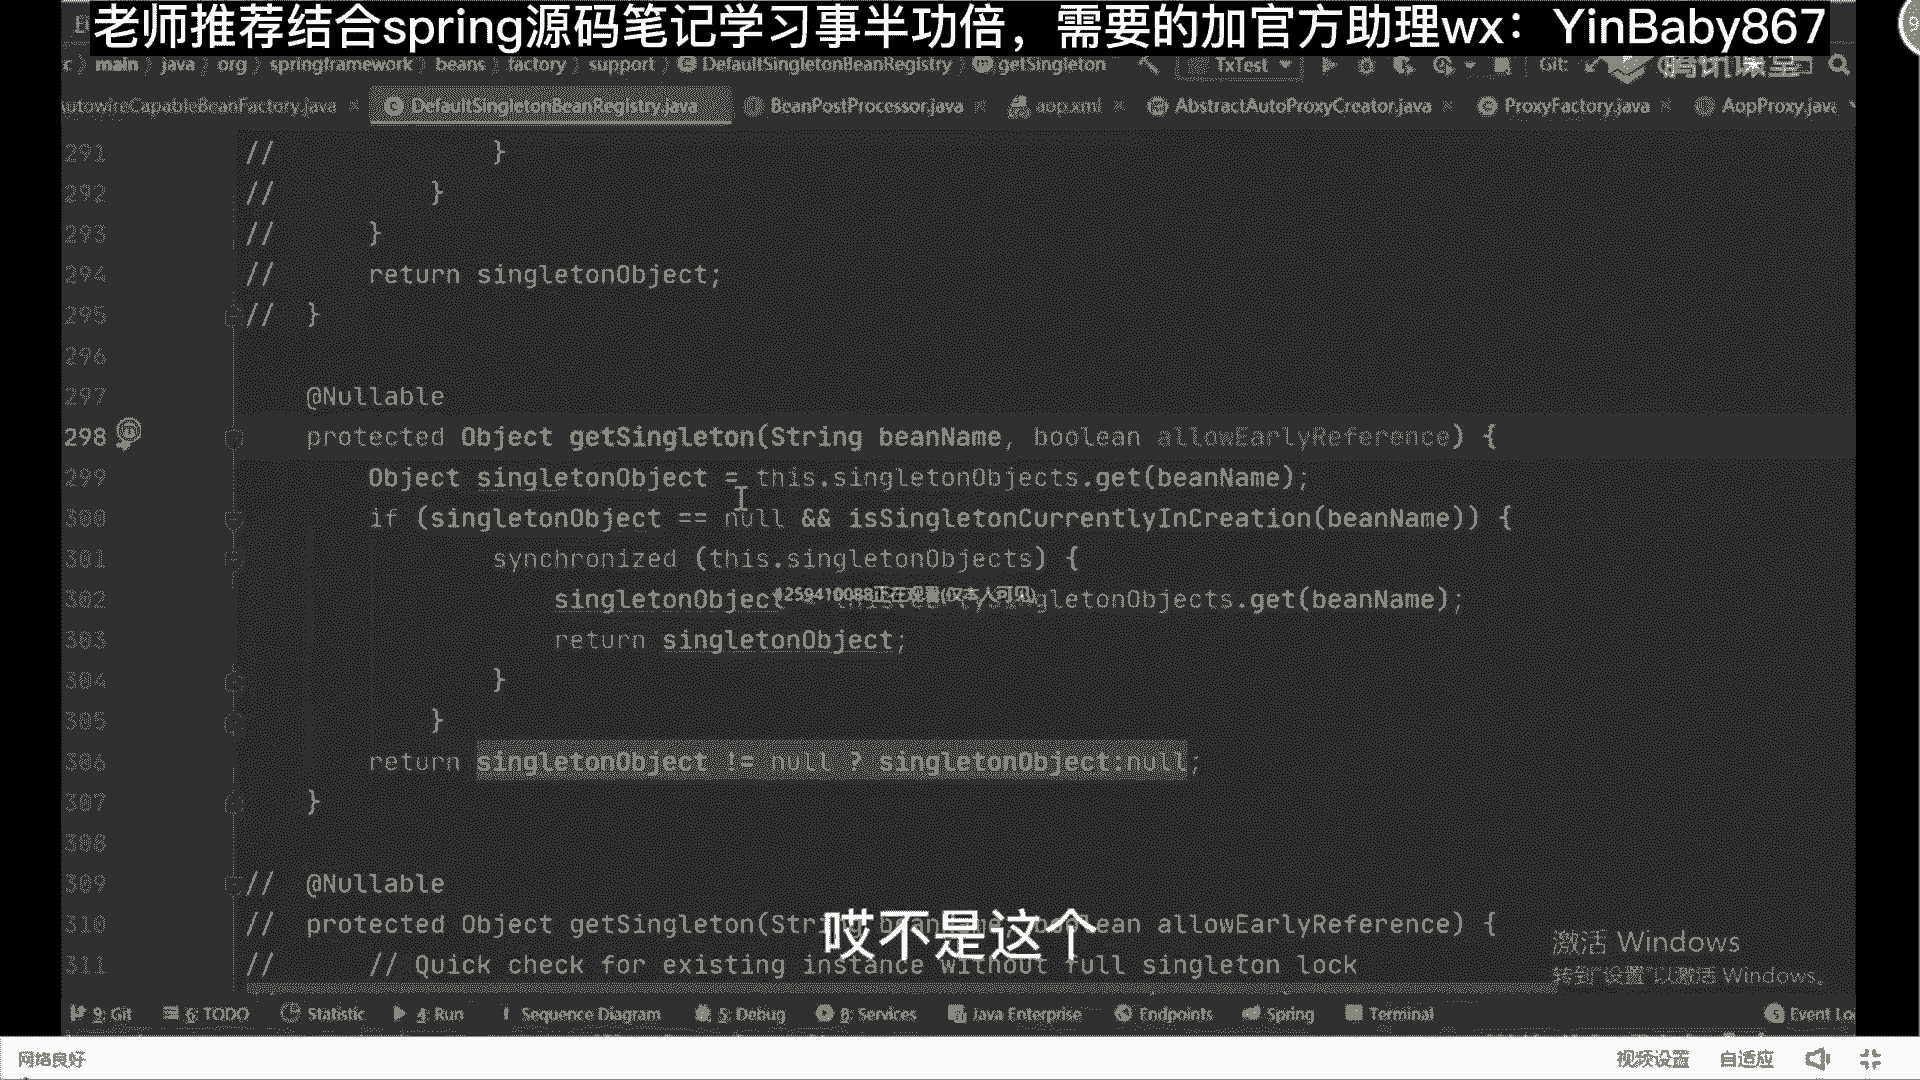 老师推荐结合spring源码笔记学习事半功倍，需要的加官方助理wx：YinBaby867
main 〉 java 〉 org 〉 springframework 〉 beans 〉 factory 〉 support 〉 DefaultSingletonBeanRegistry 〉 getSingleton TxTest Git: 腾讯课堂
utowireCapableBeanFactory.java × DefaultSingletonBeanRegistry.java BeanPostProcessor.java × aop.xml × AbstractAutoProxyCreator.java × ProxyFactory.java × AopProxy.java
291 // }
292 // }
293 // }
294 // return singletonObject;
295 // }
296
297 @Nullable
298 protected Object getSingleton(String beanName, boolean allowEarlyReference) {
299 Object singletonObject = this.singletonObjects.get(beanName);
300 if (singletonObject == null && isSingletonCurrentlyInCreation(beanName)) {
301 synchronized (this.singletonObjects) {
302 singletonObject = this.earlySingletonObjects.get(beanName);
1259410088正在观看(仅本人可见)
303 return singletonObject;
304 }
305 }
306 return singletonObject != null ? singletonObject:null;
307 }
308
309 // @Nullable
310 // protected Object getSingleton(String beanName, boolean allowEarlyReference) {
311 // // Quick check for existing instance without full singleton lock
哎不是这个
激活 Windows
转到"设置"以激活 Windows。
9: Git 6: TODO Statistic 4: Run Sequence Diagram 5: Debug 8: Services Java Enterprise Endpoints Spring Terminal Event Lo
网络良好 视频设置 自适应